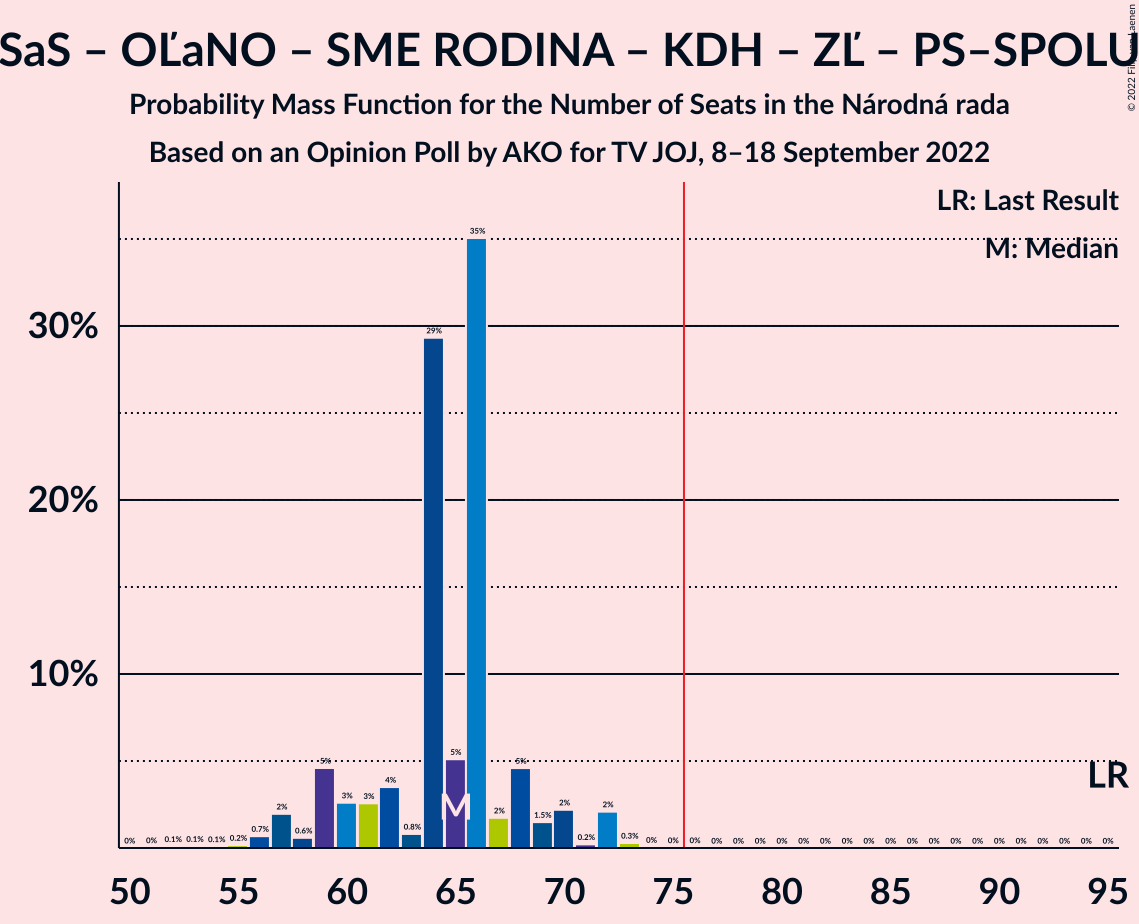 SaS – OĽaNO – SME RODINA – KDH – ZĽ – PS–SPOLU
Probability Mass Function for the Number of Seats in the Národná rada
Based on an Opinion Poll by AKO for TV JOJ, 8–18 September 2022
LR: Last Result
M: Median
30%
20%
10%
0% 0% 0.1% 0.1% 0.1% 0.2% 0.7% 2% 0.6% 5% 3% 3% 4% 0.8% 29% 5% 35% 2% 5% 1.5% 2% 0.2% 2% 0.3% 0% 0% 0% 0% 0% 0% 0% 0% 0% 0% 0% 0% 0% 0% 0% 0% 0% 0% 0% 0% 0% 0%
M
LR
50 55 60 65 70 75 80 85 90 95